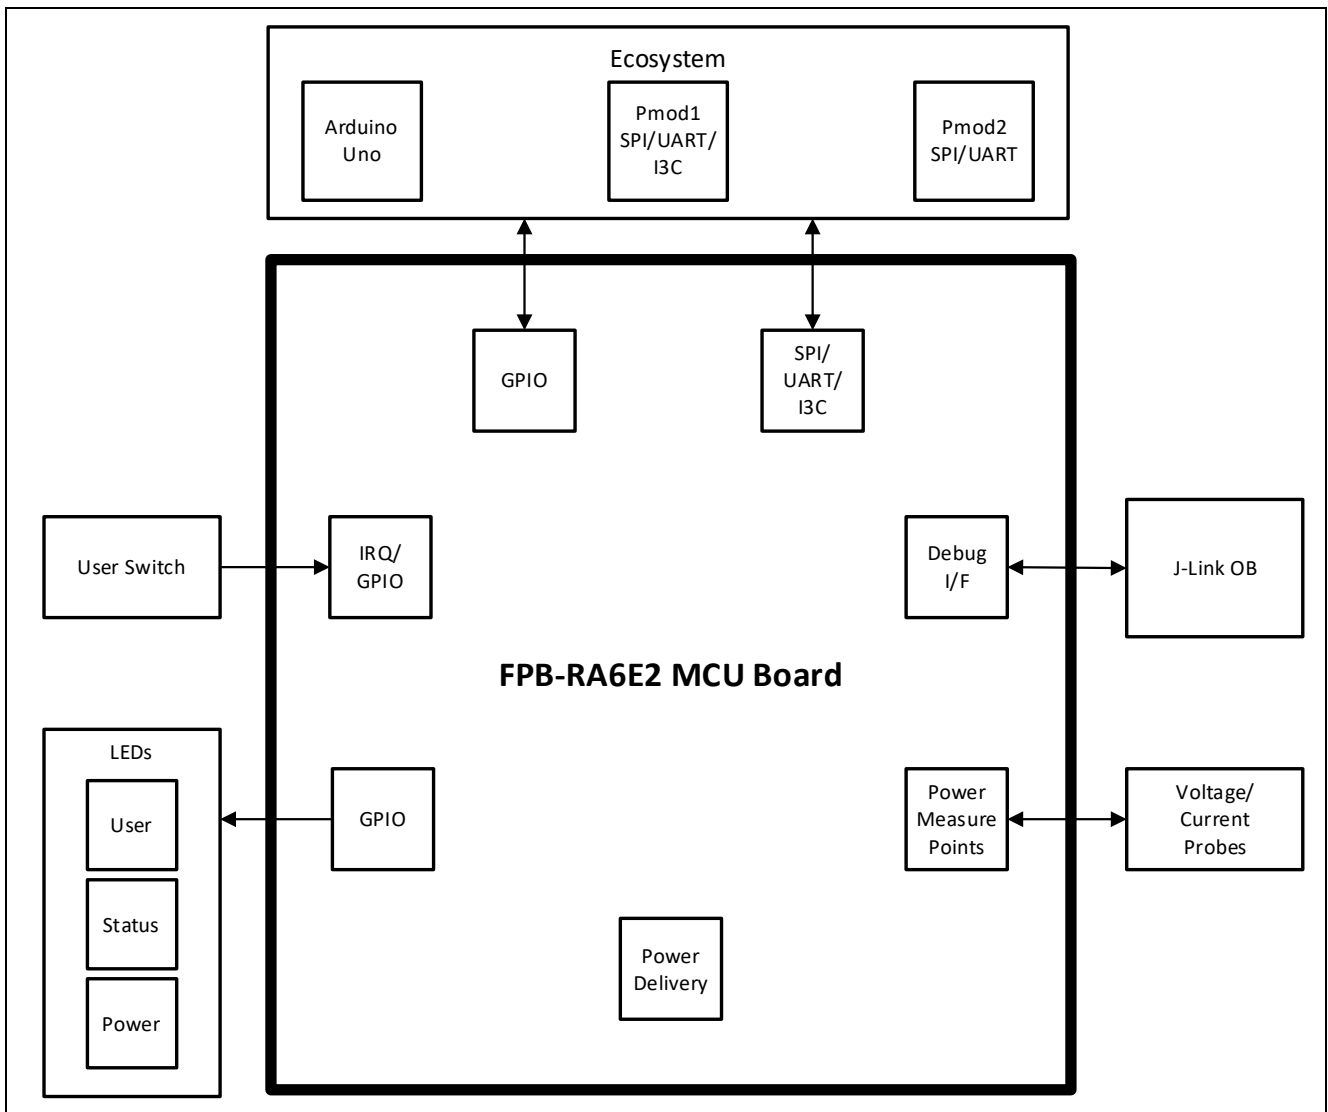 Ecosystem
Arduino
Uno
Pmod1
SPI/UART/
I3C
Pmod2
SPI/UART
GPIO
SPI/
UART/
I3C
User Switch
IRQ/
GPIO
Debug
I/F
J-Link OB
FPB-RA6E2 MCU Board
LEDs
User
Status
Power
GPIO
Power
Measure
Points
Voltage/
Current
Probes
Power
Delivery